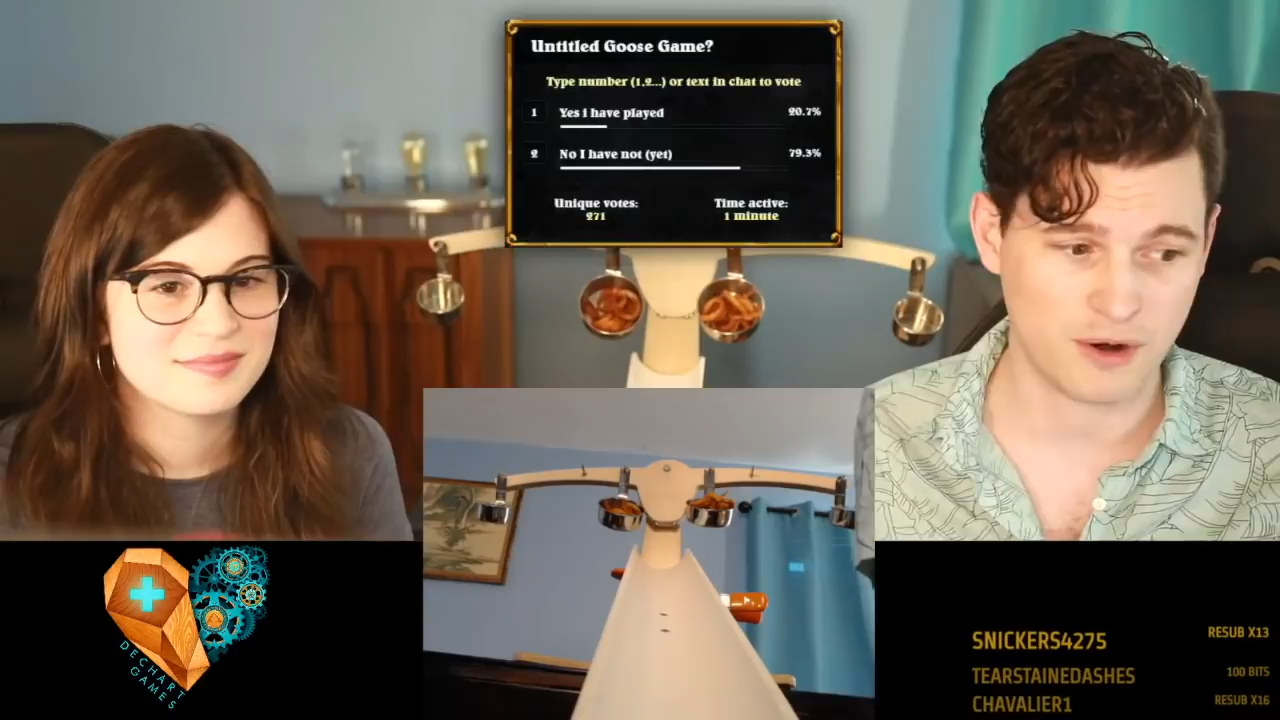 Untitled Goose Game?
Type number (1,2...) or text in chat to vote
1 Yes i have played 20.7%
2 No I have not (yet) 79.3%
Unique votes: Time active:
271 1 minute
DECHART
GAMES
SNICKERS4275 RESUB X13
TEARSTAINEDASHES 100 BITS
CHAVALIER1 RESUB X16